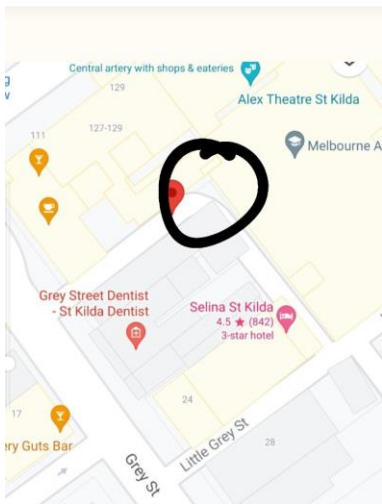 Central artery with shops & eateries
129
Alex Theatre St Kilda
127-129
111
Melbourne A
Grey Street Dentist
- St Kilda Dentist
Selina St Kilda
4.5 ★ (842)
3-star hotel
24
17
ery Guts Bar
Little Grey St
28
Grey St